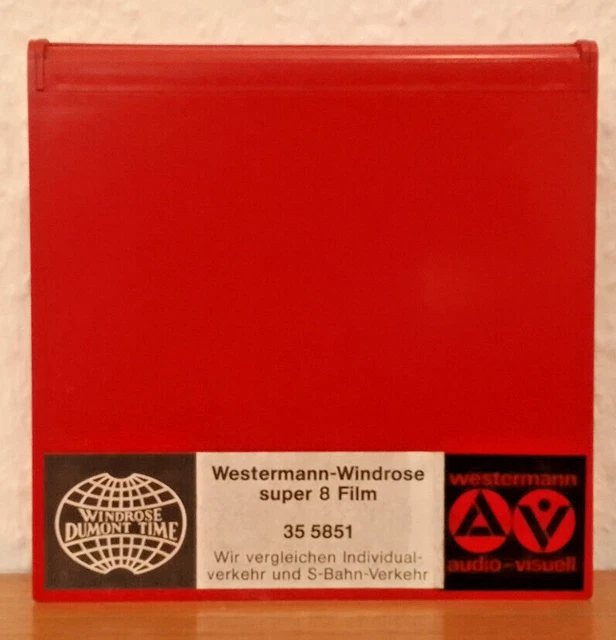 WINDROSE
DUMONT TIME
Westermann-Windrose
super 8 Film
35 5851
Wir vergleichen Individual-
verkehr und S-Bahn-Verkehr
westermann
AV
audio-visuell